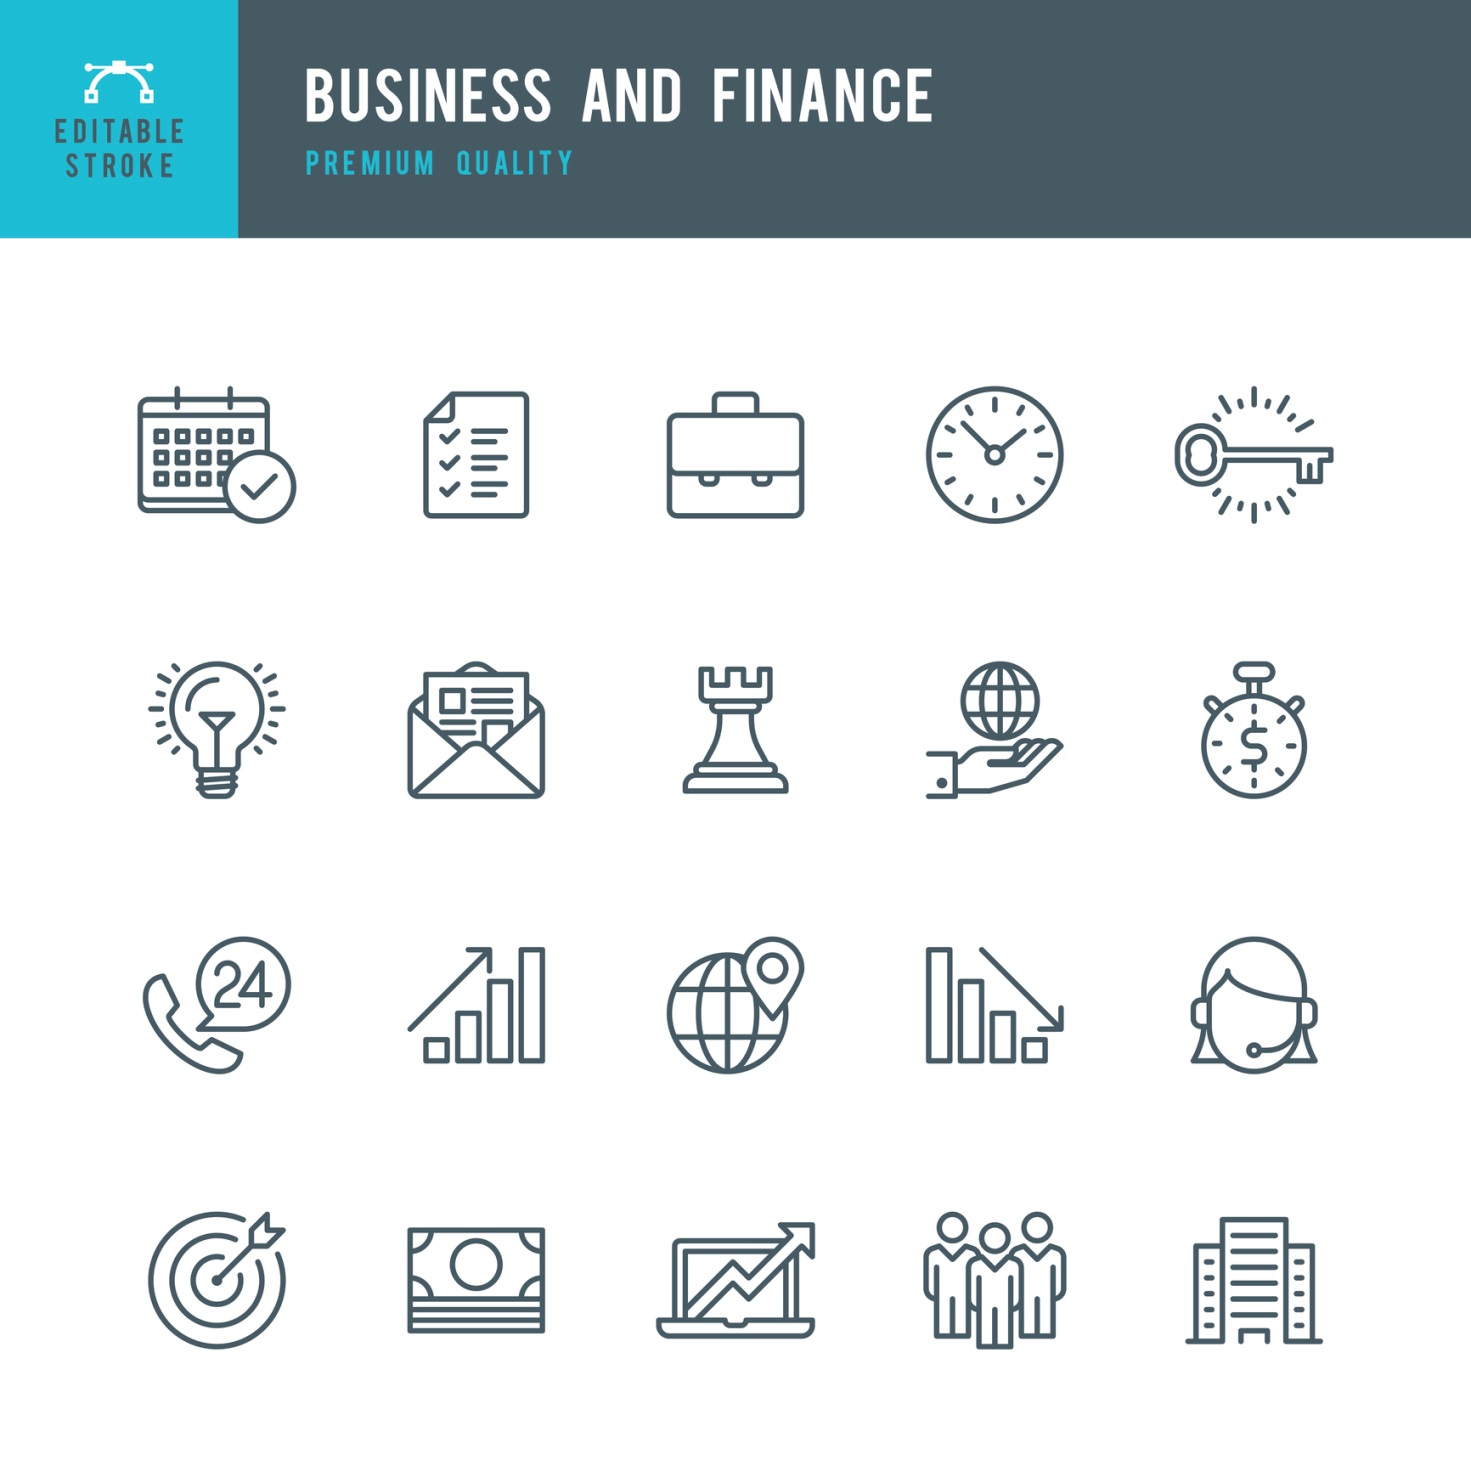 EDITABLE
STROKE
BUSINESS AND FINANCE
PREMIUM QUALITY
$
24